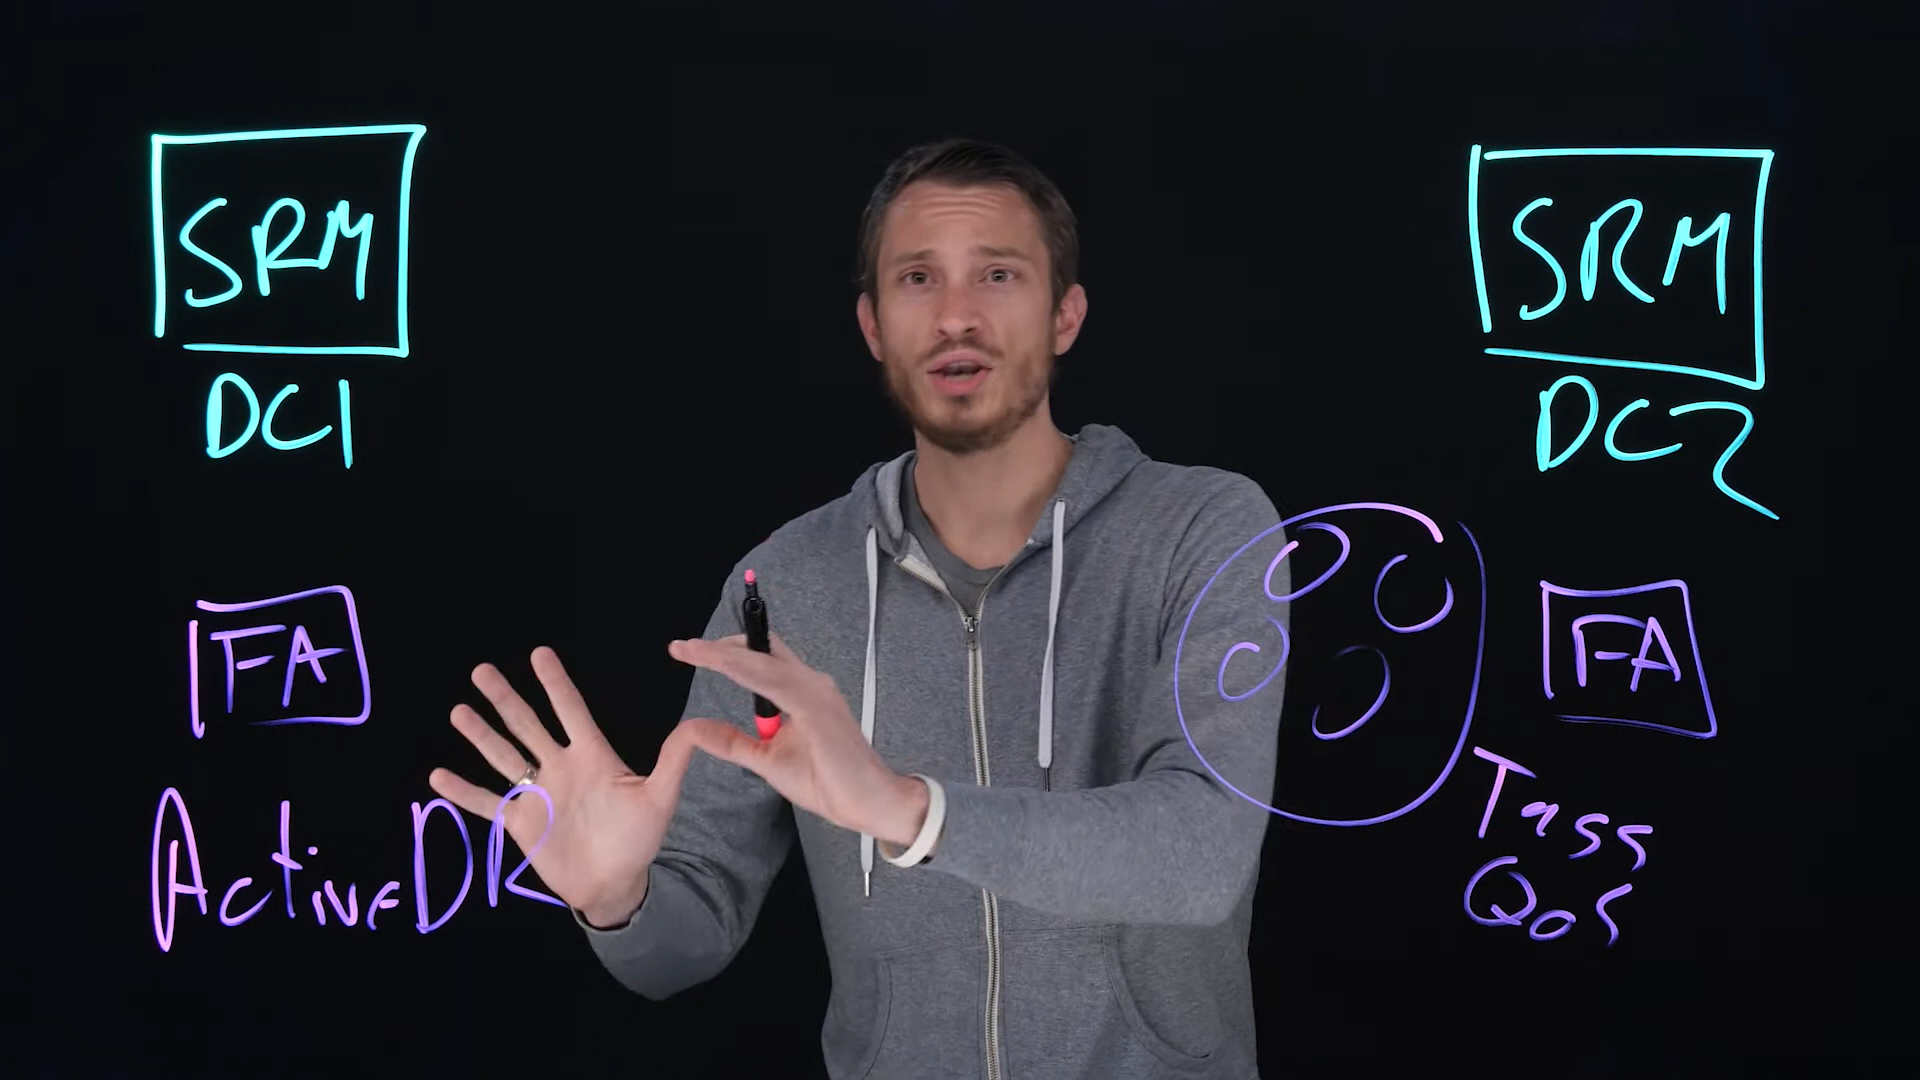 SRM
DC1
SRM
DC2
FA
FA
ActiveDR
Tags
QoS